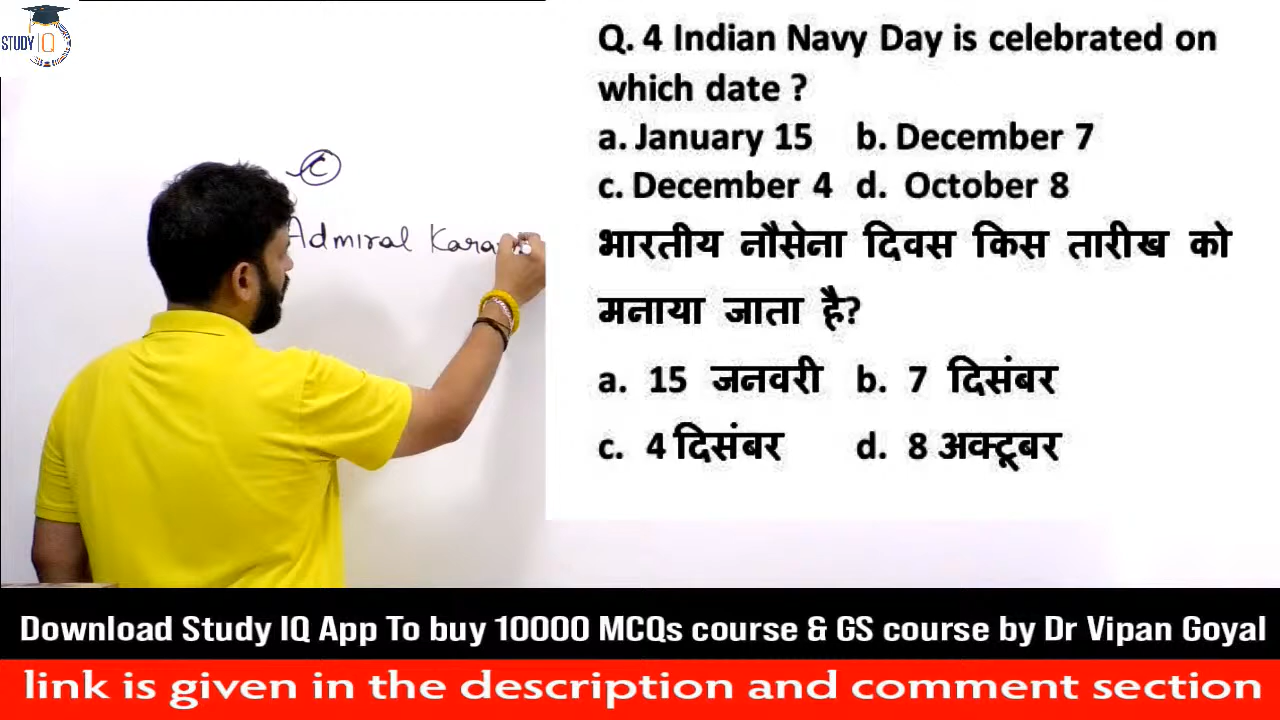 STUDY IQ
C
Admiral Kara
Q. 4 Indian Navy Day is celebrated on
which date ?
a. January 15 b. December 7
c. December 4 d. October 8
भारतीय नौसेना दिवस किस तारीख को
मनाया जाता है?
a. 15 जनवरी b. 7 दिसंबर
c. 4 दिसंबर d. 8 अक्टूबर
Download Study IQ App To buy 10000 MCQs course & GS course by Dr Vipan Goyal
link is given in the description and comment section